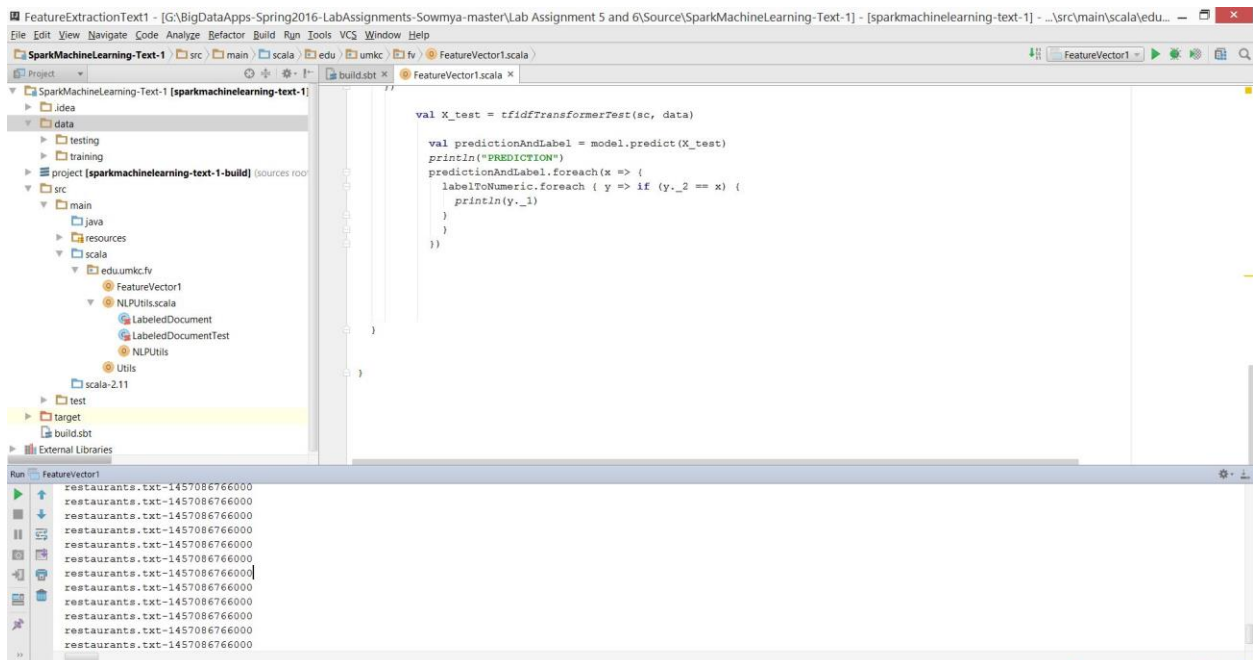 FeatureExtractionText1 - [G:\BigDataApps-Spring2016-LabAssignments-Sowmya-master\Lab Assignment 5 and 6\Source\SparkMachineLearning-Text-1] - [sparkmachinelearning-text-1] - ...\src\main\scala\edu...
File Edit View Navigate Code Analyze Refactor Build Run Tools VCS Window Help
SparkMachineLearning-Text-1 src main scala edu umkc fv FeatureVector1.scala FeatureVector1
Project build.sbt × FeatureVector1.scala ×
SparkMachineLearning-Text-1 [sparkmachinelearning-text-1]
.idea
data
testing
training
project [sparkmachinelearning-text-1-build] (sources roo
src
main
java
resources
scala
edu.umkc.fv
FeatureVector1
NLPUtils.scala
LabeledDocument
LabeledDocumentTest
NLPUtils
Utils
scala-2.11
test
target
build.sbt
External Libraries
})
val X_test = tfidfTransformerTest(sc, data)
val predictionAndLabel = model.predict(X_test)
println("PREDICTION")
predictionAndLabel.foreach(x => {
labelToNumeric.foreach { y => if (y._2 == x) {
println(y._1)
}
}
})
}
}
Run FeatureVector1
restaurants.txt-1457086766000
restaurants.txt-1457086766000
restaurants.txt-1457086766000
restaurants.txt-1457086766000
restaurants.txt-1457086766000
restaurants.txt-1457086766000
restaurants.txt-1457086766000
restaurants.txt-1457086766000
restaurants.txt-1457086766000
restaurants.txt-1457086766000
restaurants.txt-1457086766000
restaurants.txt-1457086766000